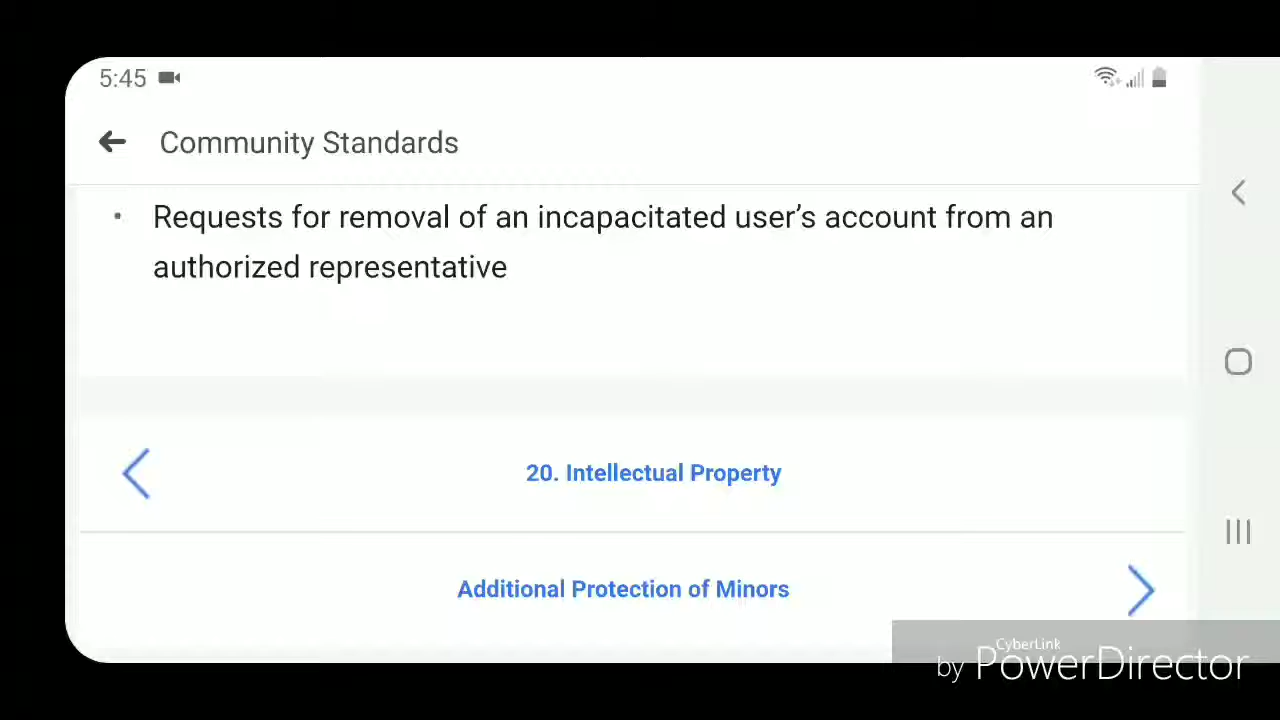 5:45
Community Standards
• Requests for removal of an incapacitated user’s account from an
authorized representative
20. Intellectual Property
Additional Protection of Minors
CyberLink
by PowerDirector